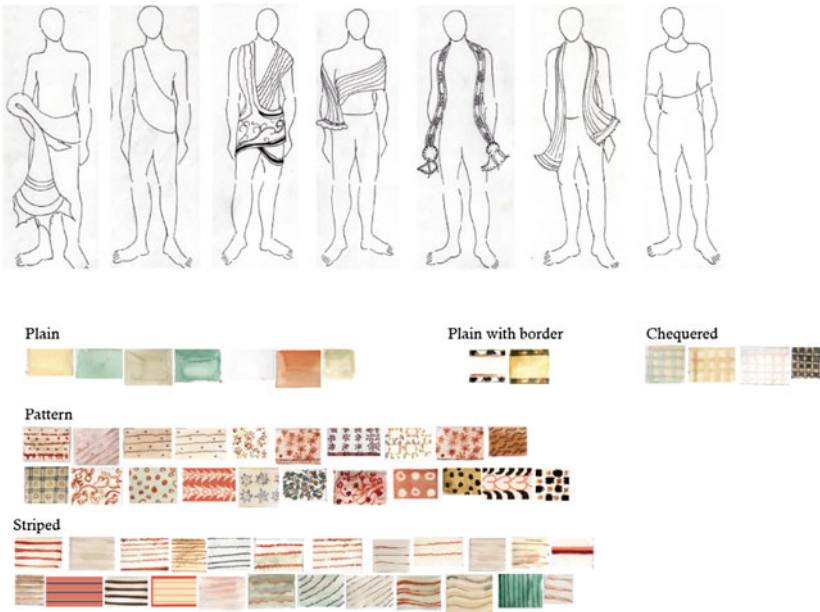 Plain
Plain with border
Chequered
Pattern
Striped